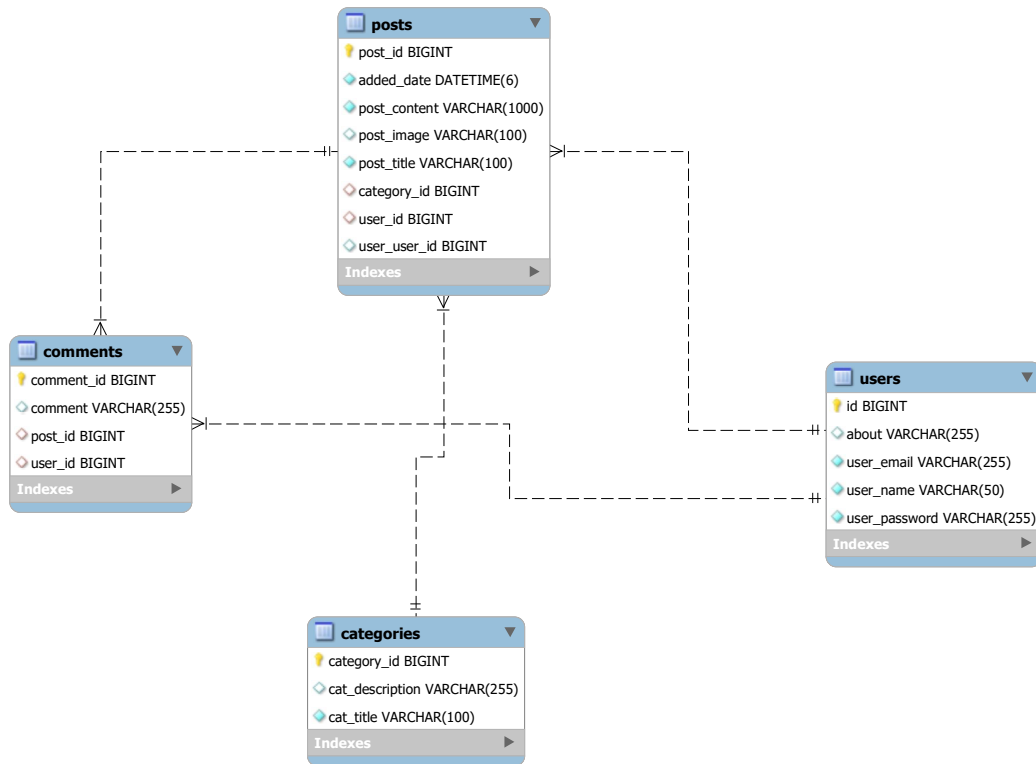 posts
post_id BIGINT
added_date DATETIME(6)
post_content VARCHAR(1000)
post_image VARCHAR(100)
post_title VARCHAR(100)
category_id BIGINT
user_id BIGINT
user_user_id BIGINT
Indexes
comments
comment_id BIGINT
comment VARCHAR(255)
post_id BIGINT
user_id BIGINT
Indexes
users
id BIGINT
about VARCHAR(255)
user_email VARCHAR(255)
user_name VARCHAR(50)
user_password VARCHAR(255)
Indexes
categories
category_id BIGINT
cat_description VARCHAR(255)
cat_title VARCHAR(100)
Indexes